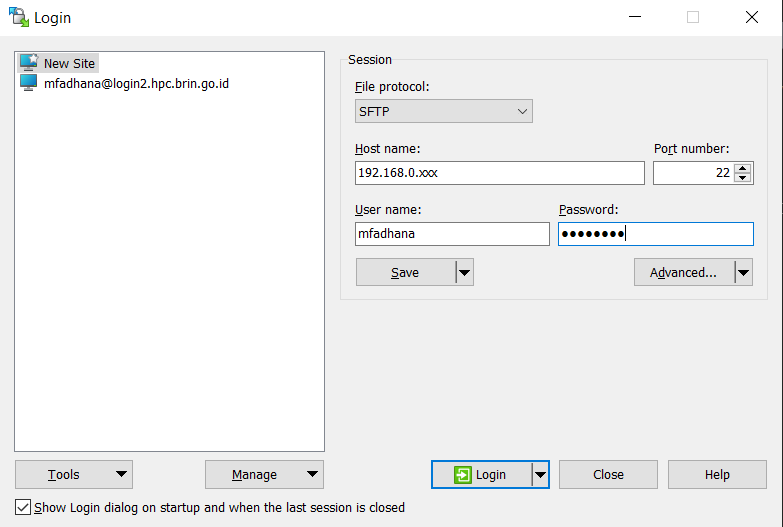 Login
New Site
mfadhana@login2.hpc.brin.go.id
Session
File protocol:
SFTP
Host name:
Port number:
192.168.0.xxx
22
User name:
Password:
mfadhana
●●●●●●●●
Save
Advanced...
Tools
Manage
Login
Close
Help
Show Login dialog on startup and when the last session is closed